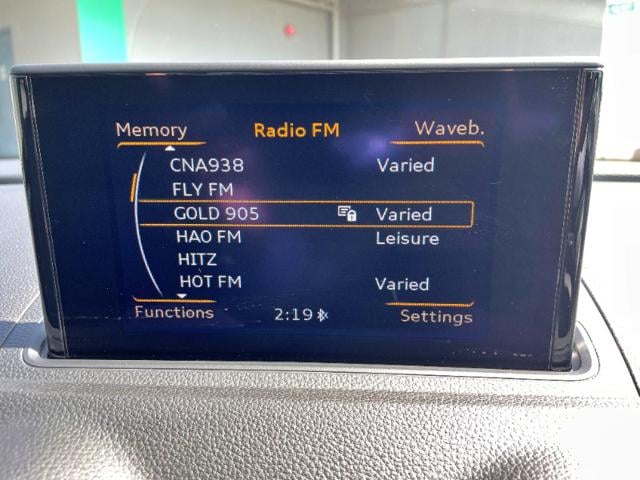 Memory Radio FM Waveb.
CNA938 Varied
FLY FM
GOLD 905 Varied
HAO FM Leisure
HITZ
HOT FM Varied
Functions 2:19 Settings